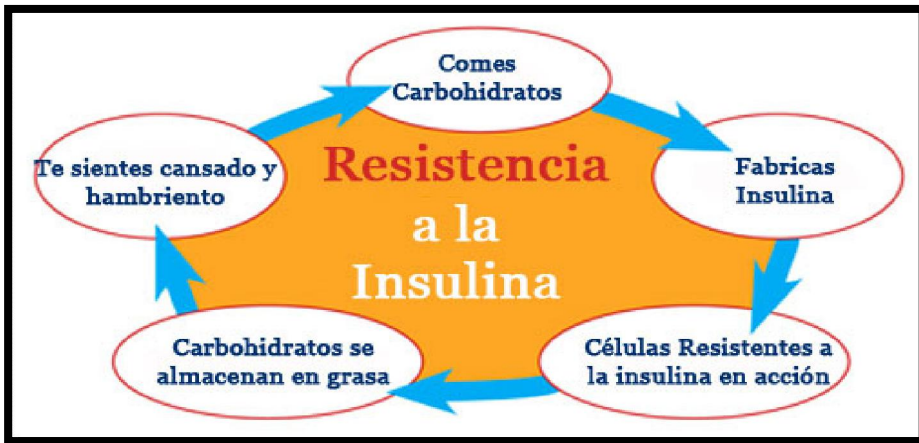 Comes
Carbohidratos
Fabricas
Insulina
Células Resistentes a
la insulina en acción
Carbohidratos se
almacenan en grasa
Te sientes cansado y
hambriento
Resistencia
a la
Insulina